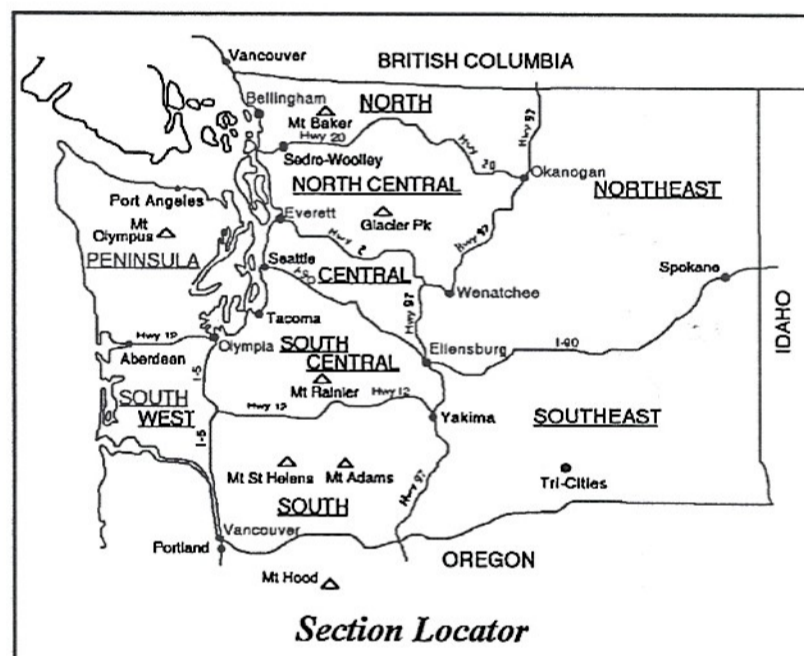 Vancouver
BRITISH COLUMBIA
Bellingham
NORTH
Mt Baker
Hwy 97
Hwy 20
Sedro-Woolley
Hwy 20
Okanogan
NORTH CENTRAL
NORTHEAST
Port Angeles
Mt
Olympus
Everett
Glacier Pk
Hwy 2
Hwy 97
PENINSULA
Seattle
CENTRAL
Spokane
I-90
Wenatchee
Hwy 97
IDAHO
Tacoma
Hwy 12
Olympia
SOUTH
CENTRAL
Ellensburg
I-90
Aberdeen
I-5
Mt Rainier
SOUTH
WEST
Hwy 12
Hwy 12
Yakima
SOUTHEAST
I-5
Mt St Helens
Mt Adams
Hwy 97
Tri-Cities
SOUTH
Vancouver
Portland
OREGON
Mt Hood
Section Locator